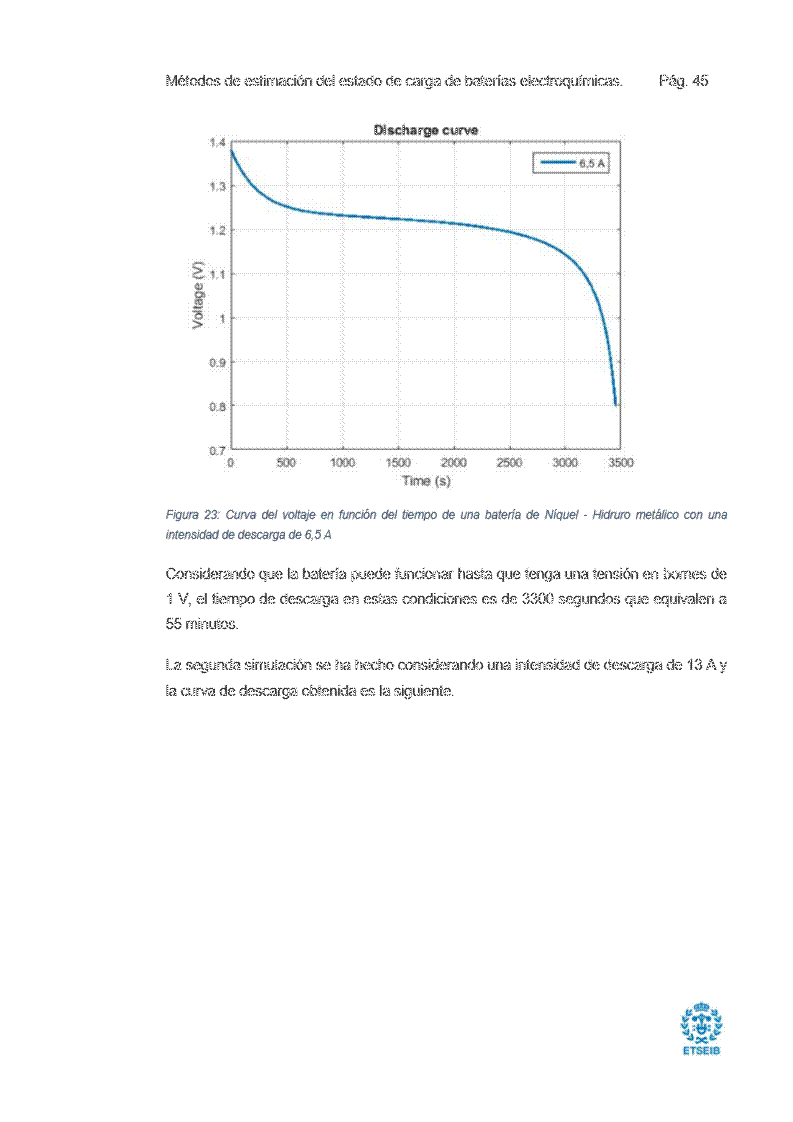 Métodos de estimación del estado de carga de baterías electroquímicas. Pág. 45
Discharge curve
6,5 A
1.4
1.3
1.2
1.1
1
0.9
0.8
0.7
Voltage (V)
0 500 1000 1500 2000 2500 3000 3500
Time (s)
Figura 23: Curva del voltaje en función del tiempo de una batería de Níquel - Hidruro metálico con una
intensidad de descarga de 6,5 A
Considerando que la batería puede funcionar hasta que tenga una tensión en bornes de
1 V, el tiempo de descarga en estas condiciones es de 3300 segundos que equivalen a
55 minutos.
La segunda simulación se ha hecho considerando una intensidad de descarga de 13 A y
la curva de descarga obtenida es la siguiente.
ETSEIB